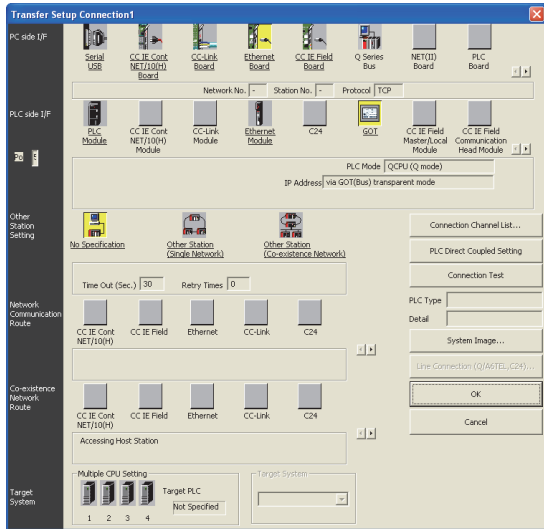 Transfer Setup Connection1
PC side I/F
Serial
USB
CC IE Cont
NET/10(H)
Board
CC-Link
Board
Ethernet
Board
CC IE Field
Board
Q Series
Bus
NET(II)
Board
PLC
Board
Network No. - Station No. - Protocol TCP
PLC side I/F
PLC
Module
CC IE Cont
NET/10(H)
Module
CC-Link
Module
Ethernet
Module
C24
GOT
CC IE Field
Master/Local
Module
CC IE Field
Communication
Head Module
PLC Mode QCPU (Q mode)
IP Address via GOT(Bus) transparent mode
Other
Station
Setting
No Specification
Other Station
(Single Network)
Other Station
(Co-existence Network)
Time Out (Sec.) 30 Retry Times 0
Connection Channel List...
PLC Direct Coupled Setting
Connection Test
PLC Type
Detail
System Image...
Line Connection (Q/A6TEL,C24)...
OK
Cancel
Network
Communication
Route
CC IE Cont
NET/10(H)
CC IE Field
Ethernet
CC-Link
C24
Co-existence
Network
Route
CC IE Cont
NET/10(H)
CC IE Field
Ethernet
CC-Link
C24
Accessing Host Station
Target
System
Multiple CPU Setting
1 2 3 4
Target PLC
Not Specified
Target System